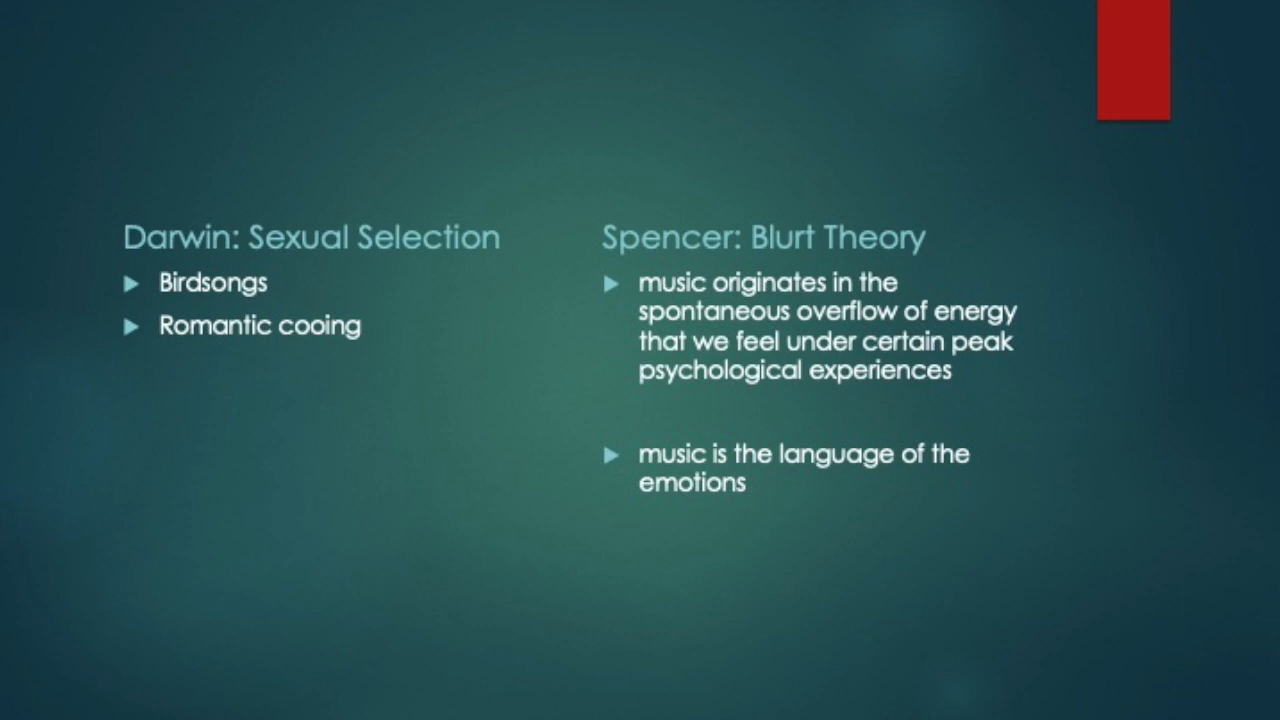 Darwin: Sexual Selection
Birdsongs
Romantic cooing
Spencer: Blurt Theory
music originates in the
spontaneous overflow of energy
that we feel under certain peak
psychological experiences
music is the language of the
emotions